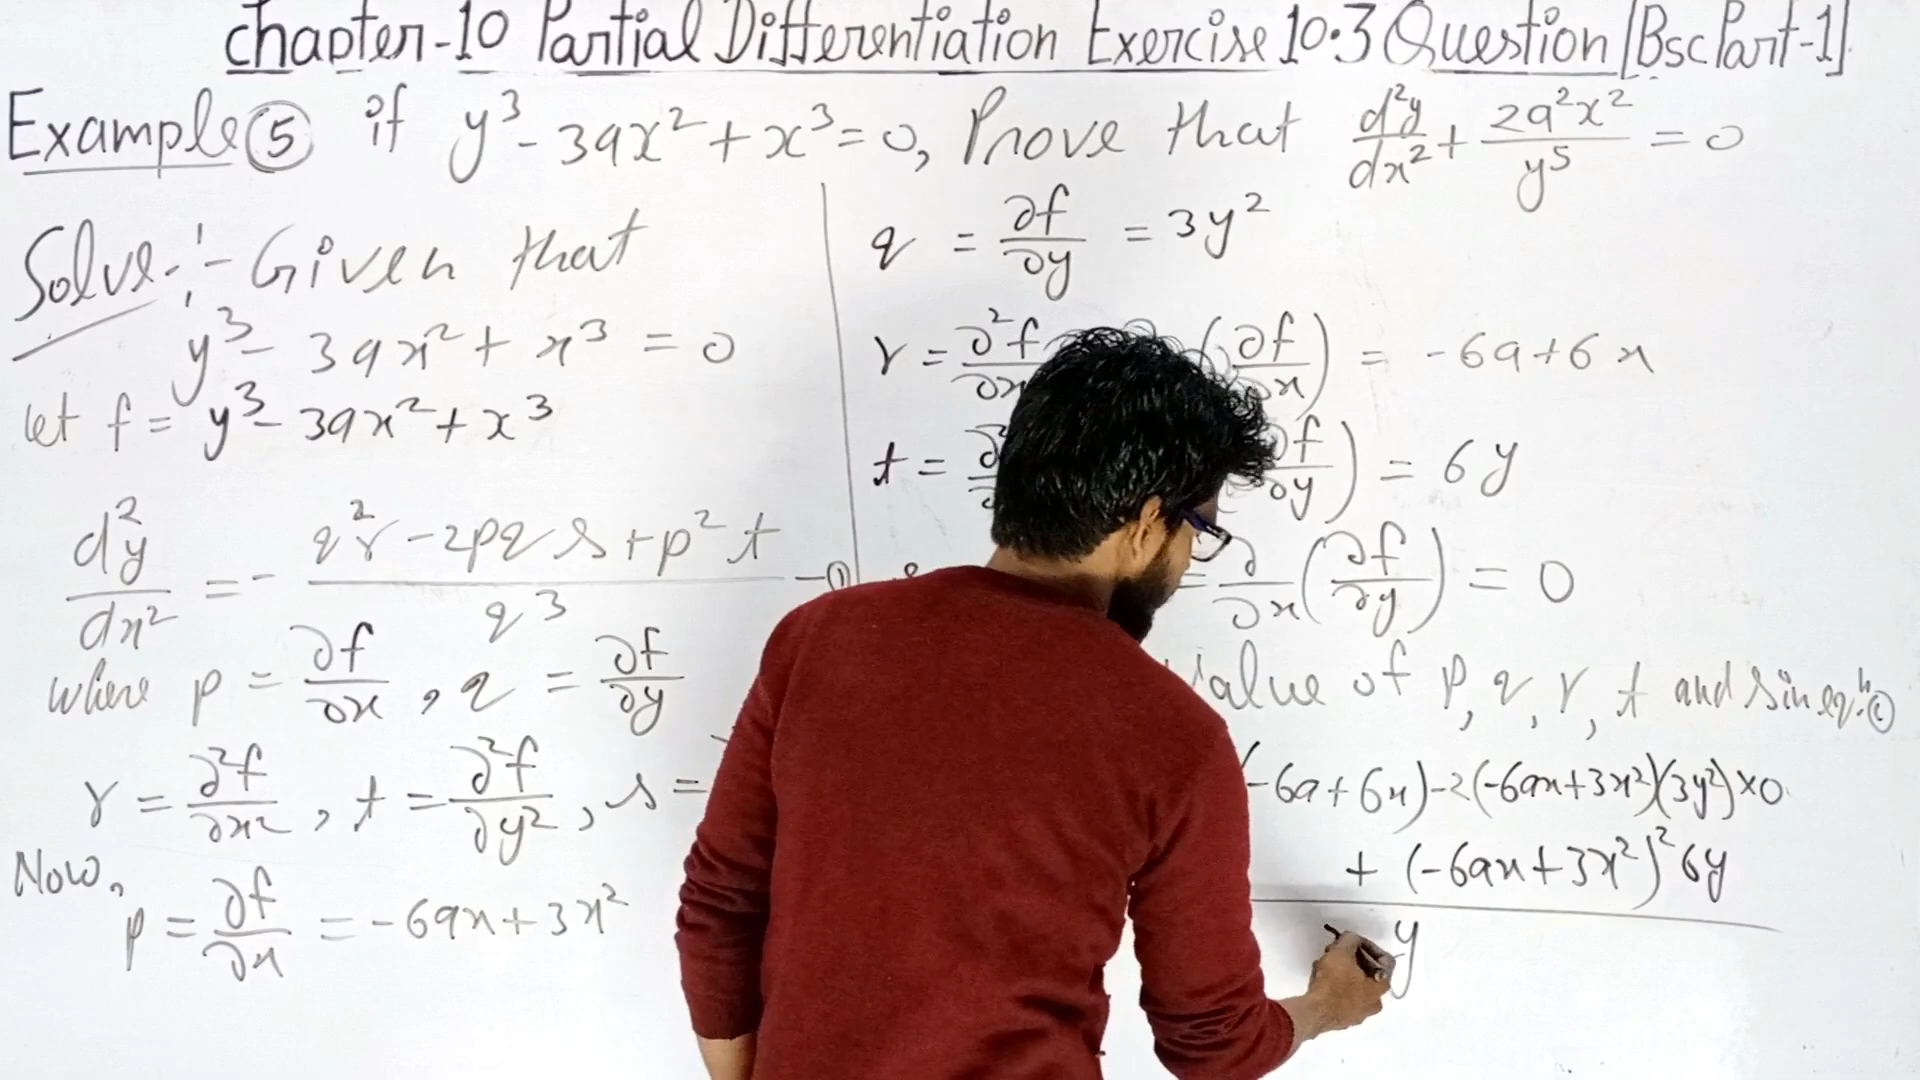 Chapter-10 Partial Differentiation Exercise 10.3 Question [Bsc Part-1]
Example ⑤ if y³ - 3ax² + x³ = 0, Prove that d²y/dx² + 2a²x²/y⁵ = 0
Solve:- Given that
y³ - 3ax² + x³ = 0
let f = y³ - 3ax² + x³
d²y/dx² = - (q²r - 2pqs + p²t)/q³ -①
where p = ∂f/∂x, q = ∂f/∂y
r = ∂²f/∂x², t = ∂²f/∂y², s =
Now,
p = ∂f/∂x = -6ax + 3x²
q = ∂f/∂y = 3y²
r = ∂²f/∂x (∂f/∂x) = -6a + 6x
t = (∂f/∂y) = 6y
= ∂/∂x (∂f/∂y) = 0
value of p, q, r, t and s in eqⁿ.①
(-6a + 6x) - 2(-6ax + 3x²)(3y²) × 0
+ (-6ax + 3x²)² 6y
y